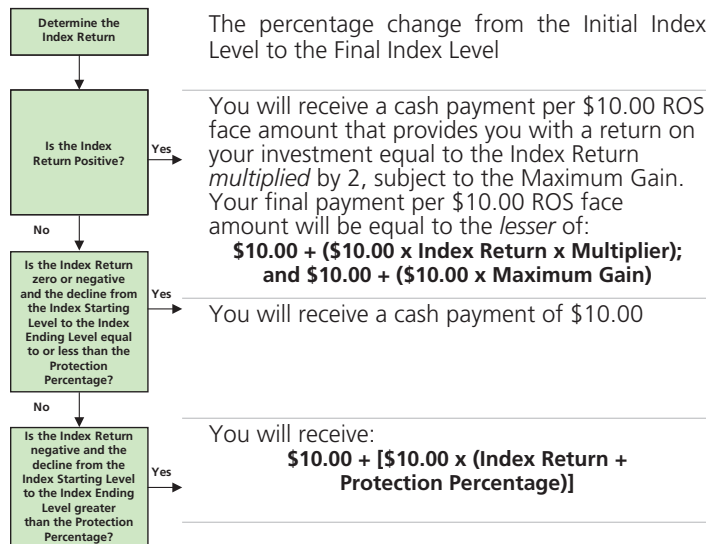 Determine the
Index Return
The percentage change from the Initial Index
Level to the Final Index Level
Is the Index
Return Positive?
Yes
You will receive a cash payment per $10.00 ROS
face amount that provides you with a return on
your investment equal to the Index Return
multiplied by 2, subject to the Maximum Gain.
Your final payment per $10.00 ROS face
amount will be equal to the lesser of:
$10.00 + ($10.00 x Index Return x Multiplier);
and $10.00 + ($10.00 x Maximum Gain)
No
Is the Index Return
zero or negative
and the decline from
the Index Starting
Level to the Index
Ending Level equal
to or less than the
Protection
Percentage?
Yes
You will receive a cash payment of $10.00
No
Is the Index Return
negative and the
decline from the
Index Starting Level
to the Index Ending
Level greater
than the Protection
Percentage?
Yes
You will receive:
$10.00 + [$10.00 x (Index Return +
Protection Percentage)]